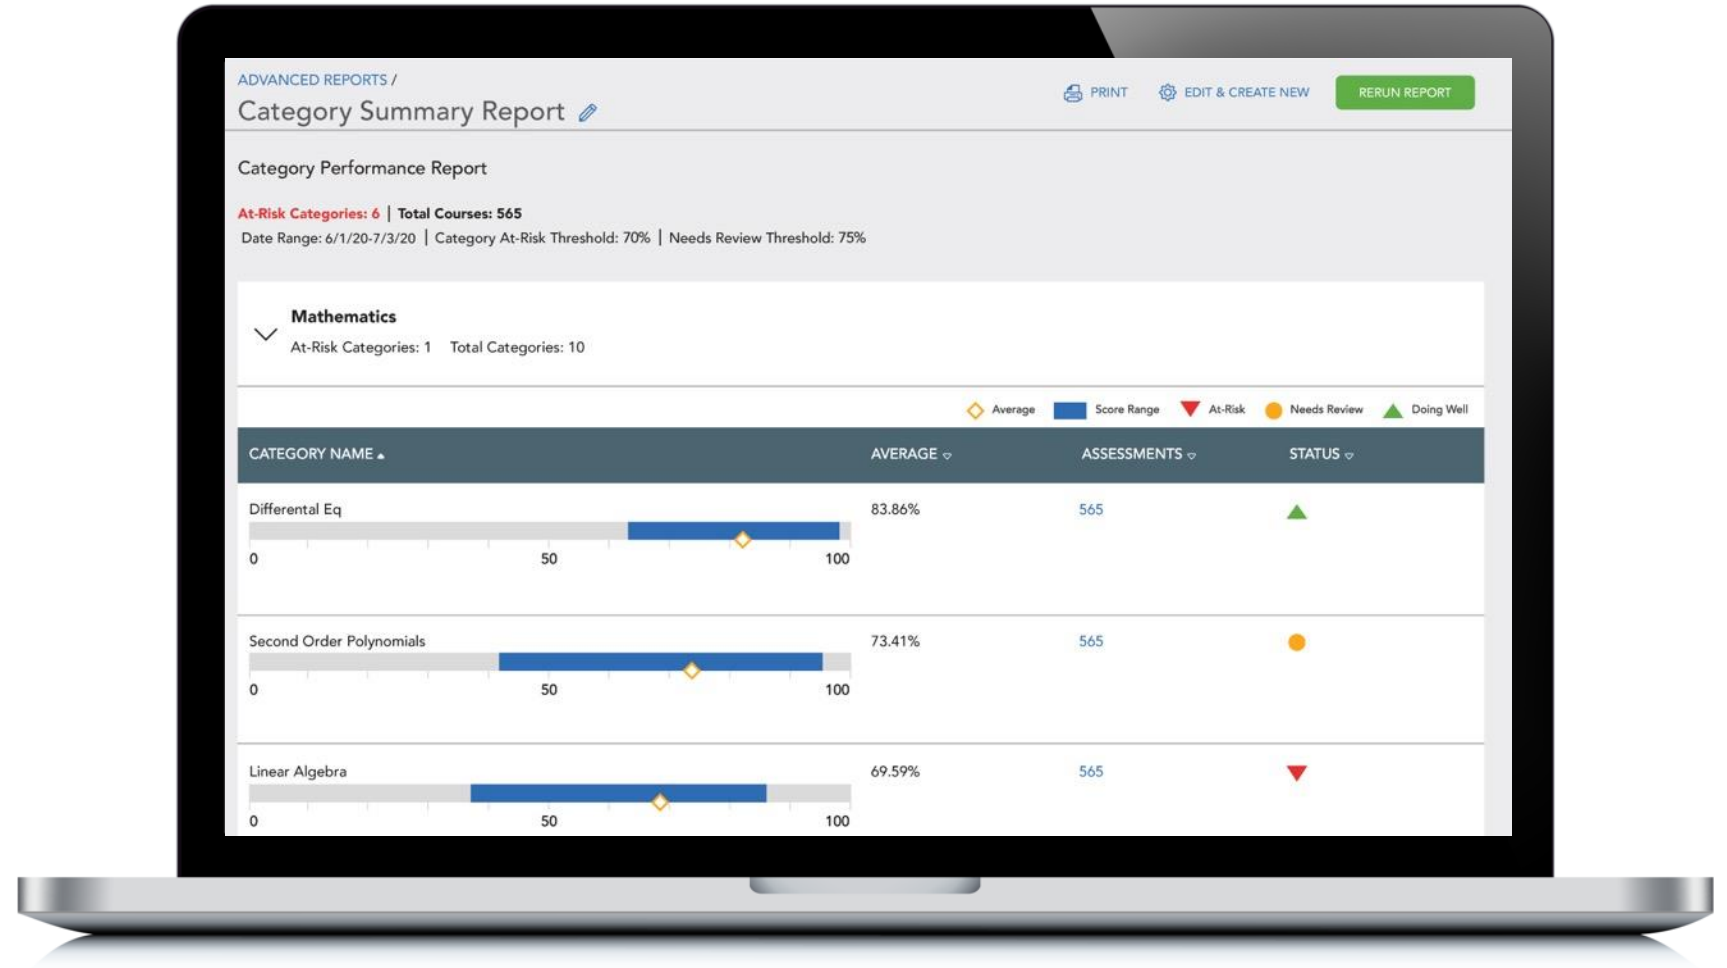 ADVANCED REPORTS /
Category Summary Report
PRINT
EDIT & CREATE NEW
RERUN REPORT
Category Performance Report
At-Risk Categories: 6 | Total Courses: 565
Date Range: 6/1/20-7/3/20 | Category At-Risk Threshold: 70% | Needs Review Threshold: 75%
Mathematics
At-Risk Categories: 1 Total Categories: 10
Average Score Range At-Risk Needs Review Doing Well
CATEGORY NAME AVERAGE ASSESSMENTS STATUS
Differental Eq 83.86% 565
0 50 100
Second Order Polynomials 73.41% 565
0 50 100
Linear Algebra 69.59% 565
0 50 100